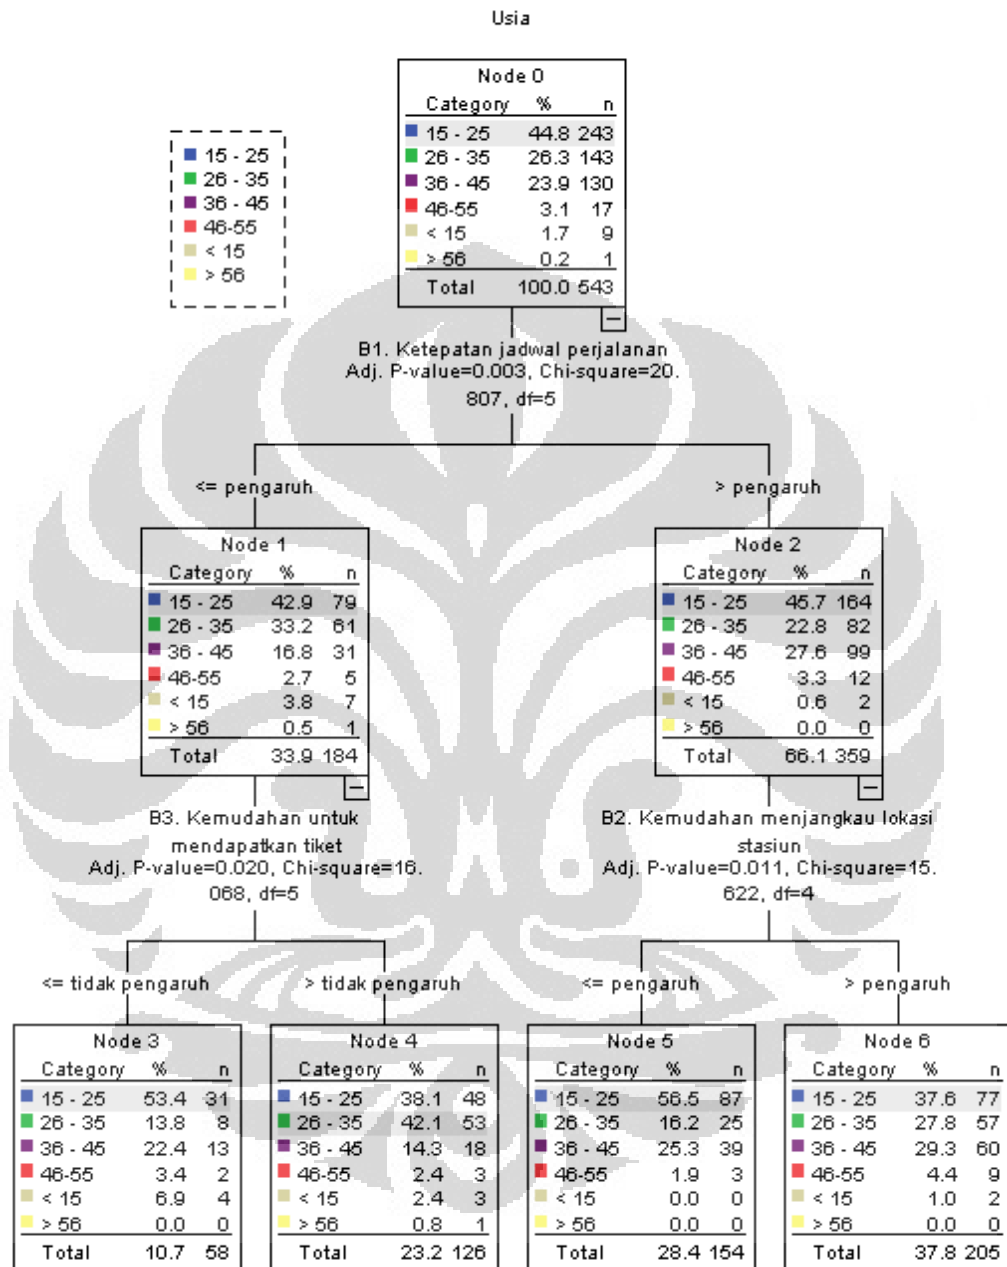 Usia
Node 0
Category % n
15 - 25 44.8 243
26 - 35 26.3 143
36 - 45 23.9 130
46-55 3.1 17
< 15 1.7 9
> 56 0.2 1
Total 100.0 543
15 - 25
26 - 35
36 - 45
46-55
< 15
> 56
B1. Ketepatan jadwal perjalanan
Adj. P-value=0.003, Chi-square=20.
807, df=5
<= pengaruh
> pengaruh
Node 1
Category % n
15 - 25 42.9 79
26 - 35 33.2 61
36 - 45 16.8 31
46-55 2.7 5
< 15 3.8 7
> 56 0.5 1
Total 33.9 184
Node 2
Category % n
15 - 25 45.7 164
26 - 35 22.8 82
36 - 45 27.6 99
46-55 3.3 12
< 15 0.6 2
> 56 0.0 0
Total 66.1 359
B3. Kemudahan untuk
mendapatkan tiket
Adj. P-value=0.020, Chi-square=16.
068, df=5
B2. Kemudahan menjangkau lokasi
stasiun
Adj. P-value=0.011, Chi-square=15.
622, df=4
<= tidak pengaruh
> tidak pengaruh
<= pengaruh
> pengaruh
Node 3
Category % n
15 - 25 53.4 31
26 - 35 13.8 8
36 - 45 22.4 13
46-55 3.4 2
< 15 6.9 4
> 56 0.0 0
Total 10.7 58
Node 4
Category % n
15 - 25 38.1 48
26 - 35 42.1 53
36 - 45 14.3 18
46-55 2.4 3
< 15 2.4 3
> 56 0.8 1
Total 23.2 126
Node 5
Category % n
15 - 25 56.5 87
26 - 35 16.2 25
36 - 45 25.3 39
46-55 1.9 3
< 15 0.0 0
> 56 0.0 0
Total 28.4 154
Node 6
Category % n
15 - 25 37.6 77
26 - 35 27.8 57
36 - 45 29.3 60
46-55 4.4 9
< 15 1.0 2
> 56 0.0 0
Total 37.8 205